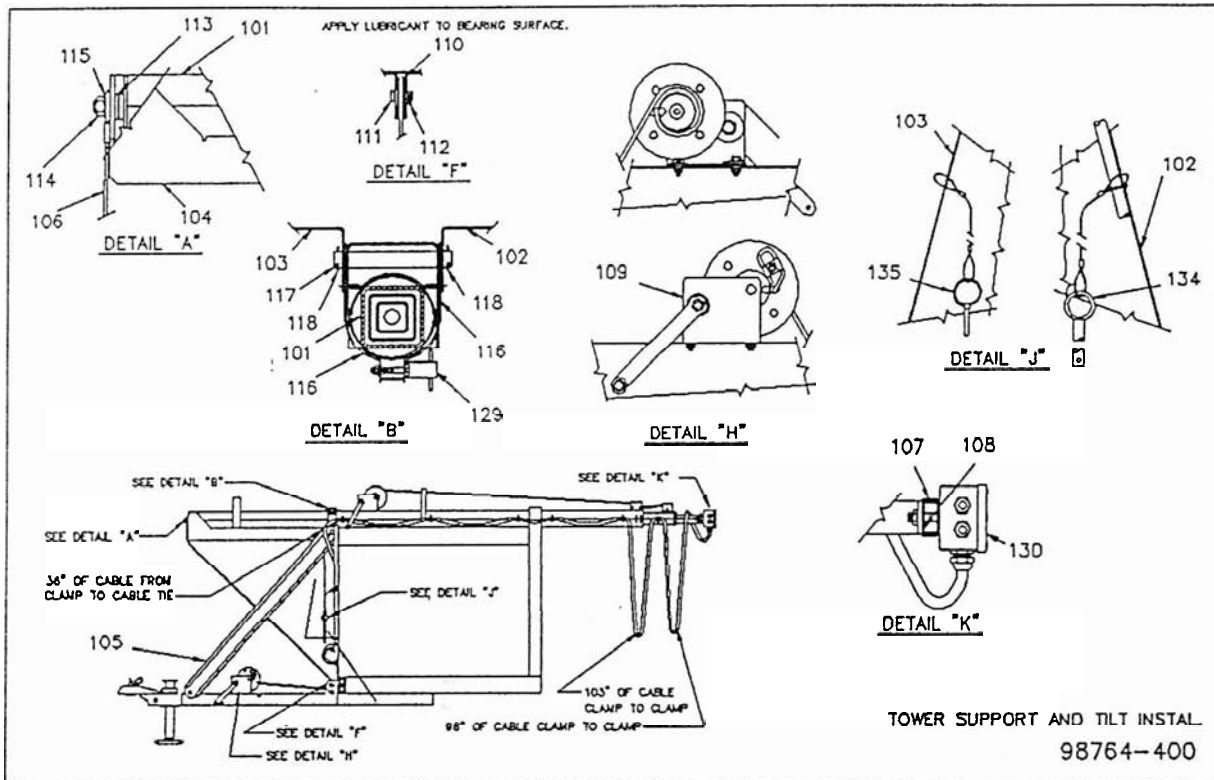 APPLY LUBRICANT TO BEARING SURFACE.
113
101
115
114
106
104
DETAIL "A"
110
111
112
DETAIL "F"
103
102
117
118
118
101
116
116
129
DETAIL "B"
109
DETAIL "H"
103
102
135
134
DETAIL "J"
107
108
130
DETAIL "K"
SEE DETAIL "B"
SEE DETAIL "K"
SEE DETAIL "A"
36" OF CABLE FROM
CLAMP TO CABLE TIE
SEE DETAIL "J"
105
103" OF CABLE
CLAMP TO CLAMP
98" OF CABLE CLAMP TO CLAMP
SEE DETAIL "F"
SEE DETAIL "H"
TOWER SUPPORT AND TILT INSTAL
98764-400